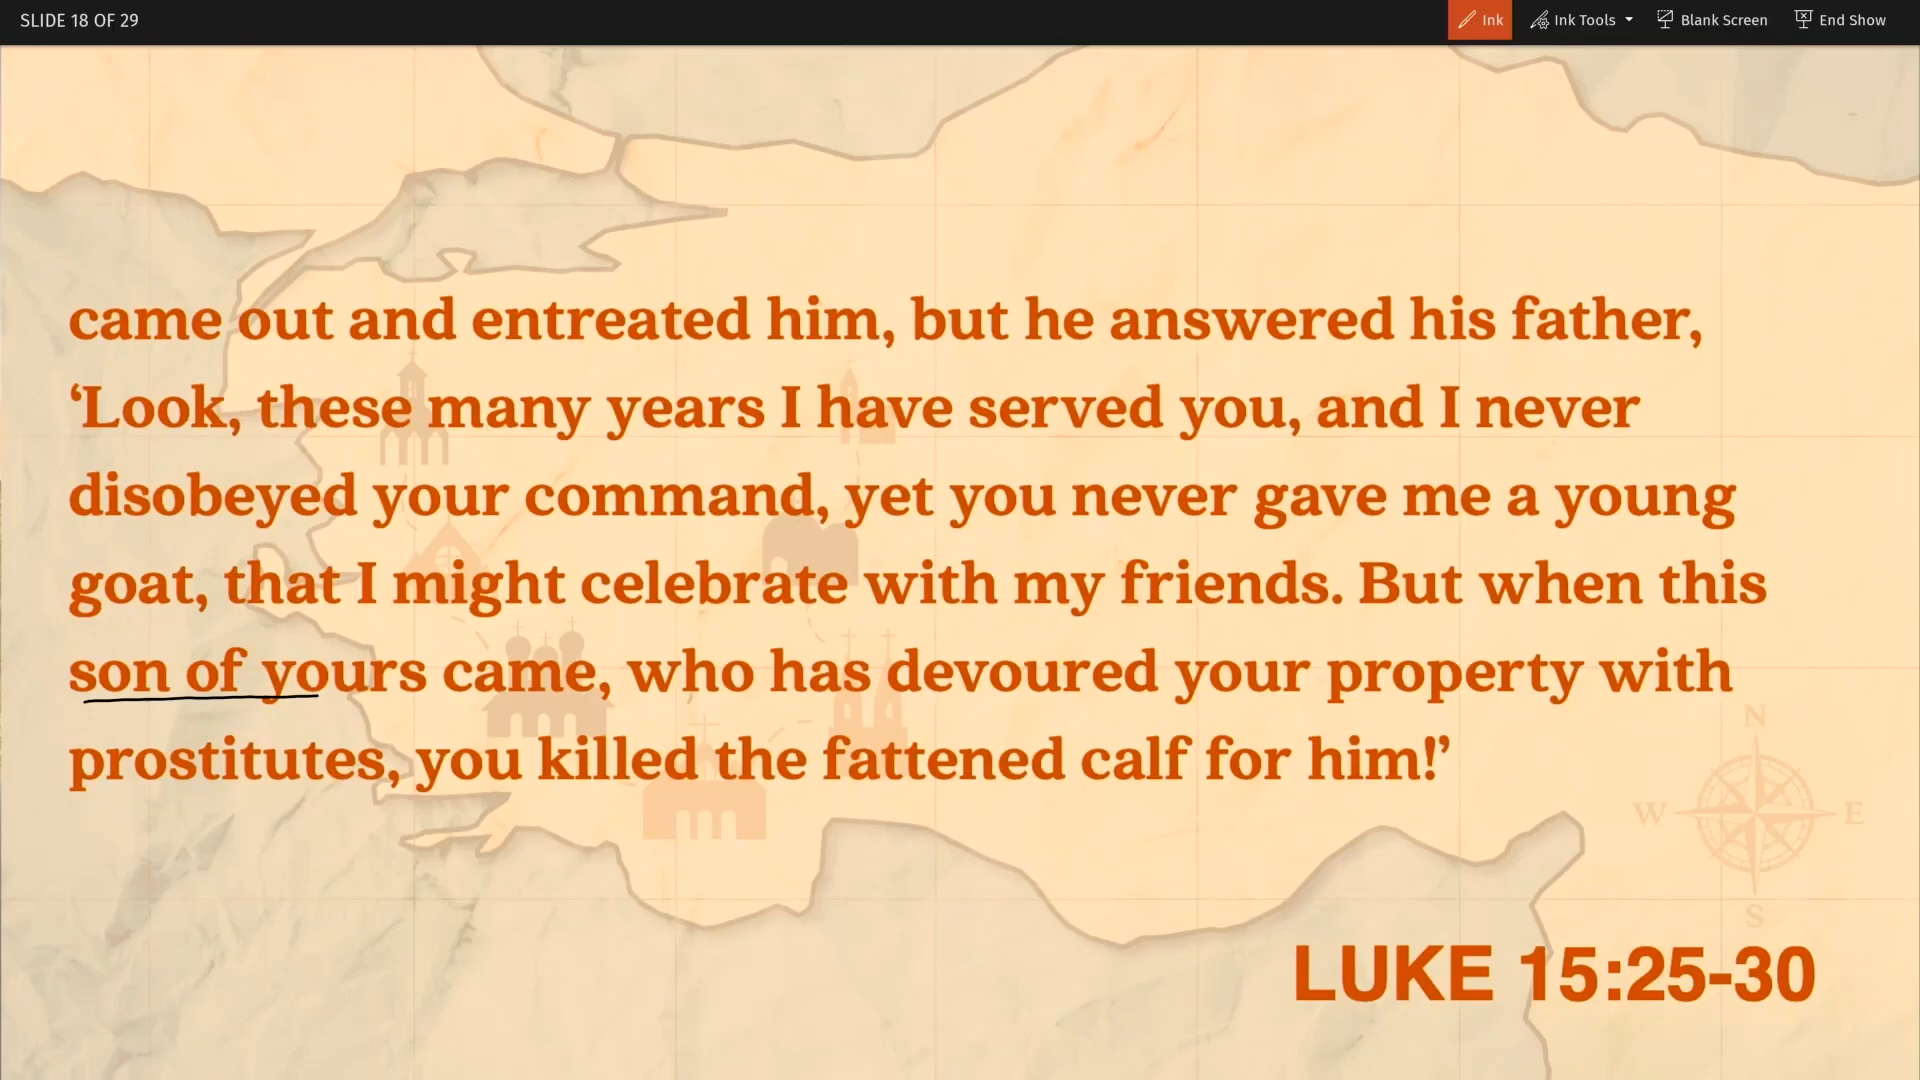 SLIDE 18 OF 29
Ink
Ink Tools
Blank Screen
End Show
came out and entreated him, but he answered his father,
‘Look, these many years I have served you, and I never
disobeyed your command, yet you never gave me a young
goat, that I might celebrate with my friends. But when this
son of yours came, who has devoured your property with
prostitutes, you killed the fattened calf for him!’
N
W
E
S
LUKE 15:25-30